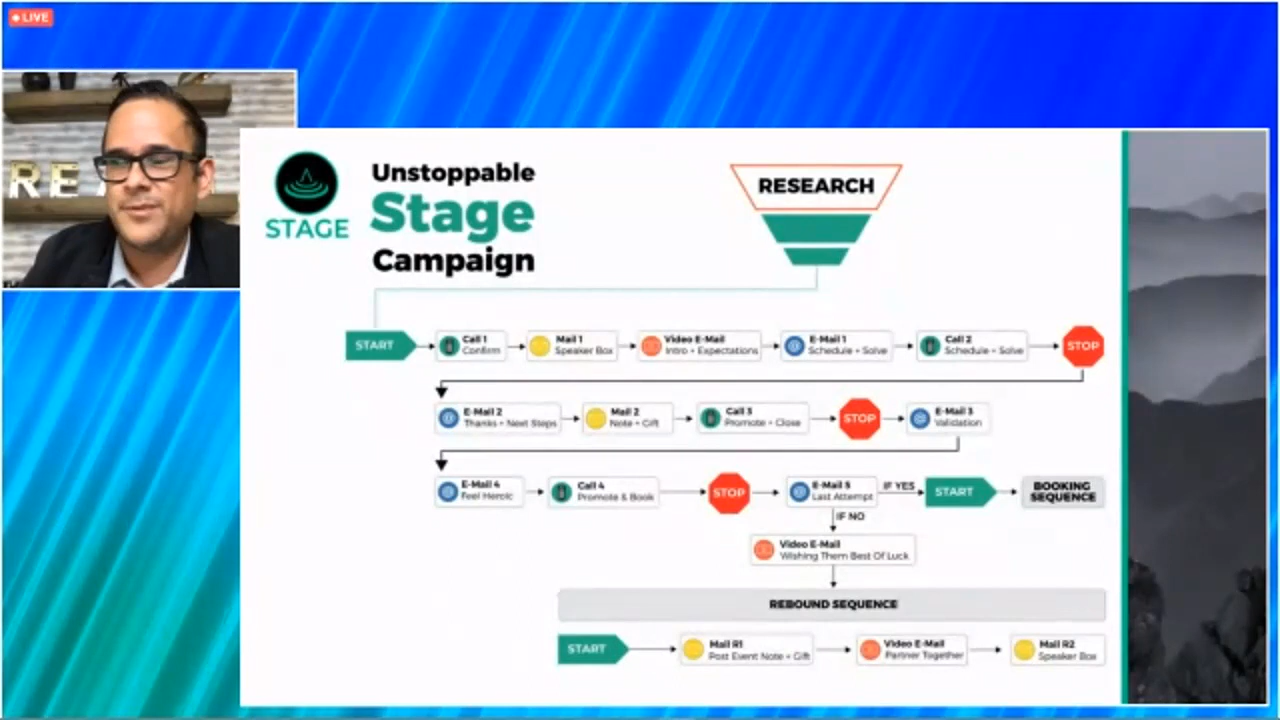 LIVE
REA
STAGE
Unstoppable
Stage
Campaign
RESEARCH
START
Call 1
Confirm
Mail 1
Speaker Box
Video E-Mail
Intro + Expectations
E-Mail 1
Schedule + Solve
Call 2
Schedule + Solve
STOP
E-Mail 2
Thanks + Next Steps
Mail 2
Note + Gift
Call 3
Promote + Close
STOP
E-Mail 3
Validation
E-Mail 4
Feel Heroic
Call 4
Promote & Book
STOP
E-Mail 5
Last Attempt
IF YES
START
BOOKING
SEQUENCE
IF NO
Video E-Mail
Wishing Them Best Of Luck
REBOUND SEQUENCE
START
Mail R1
Post Event Note + Gift
Video E-Mail
Partner Together
Mail R2
Speaker Box